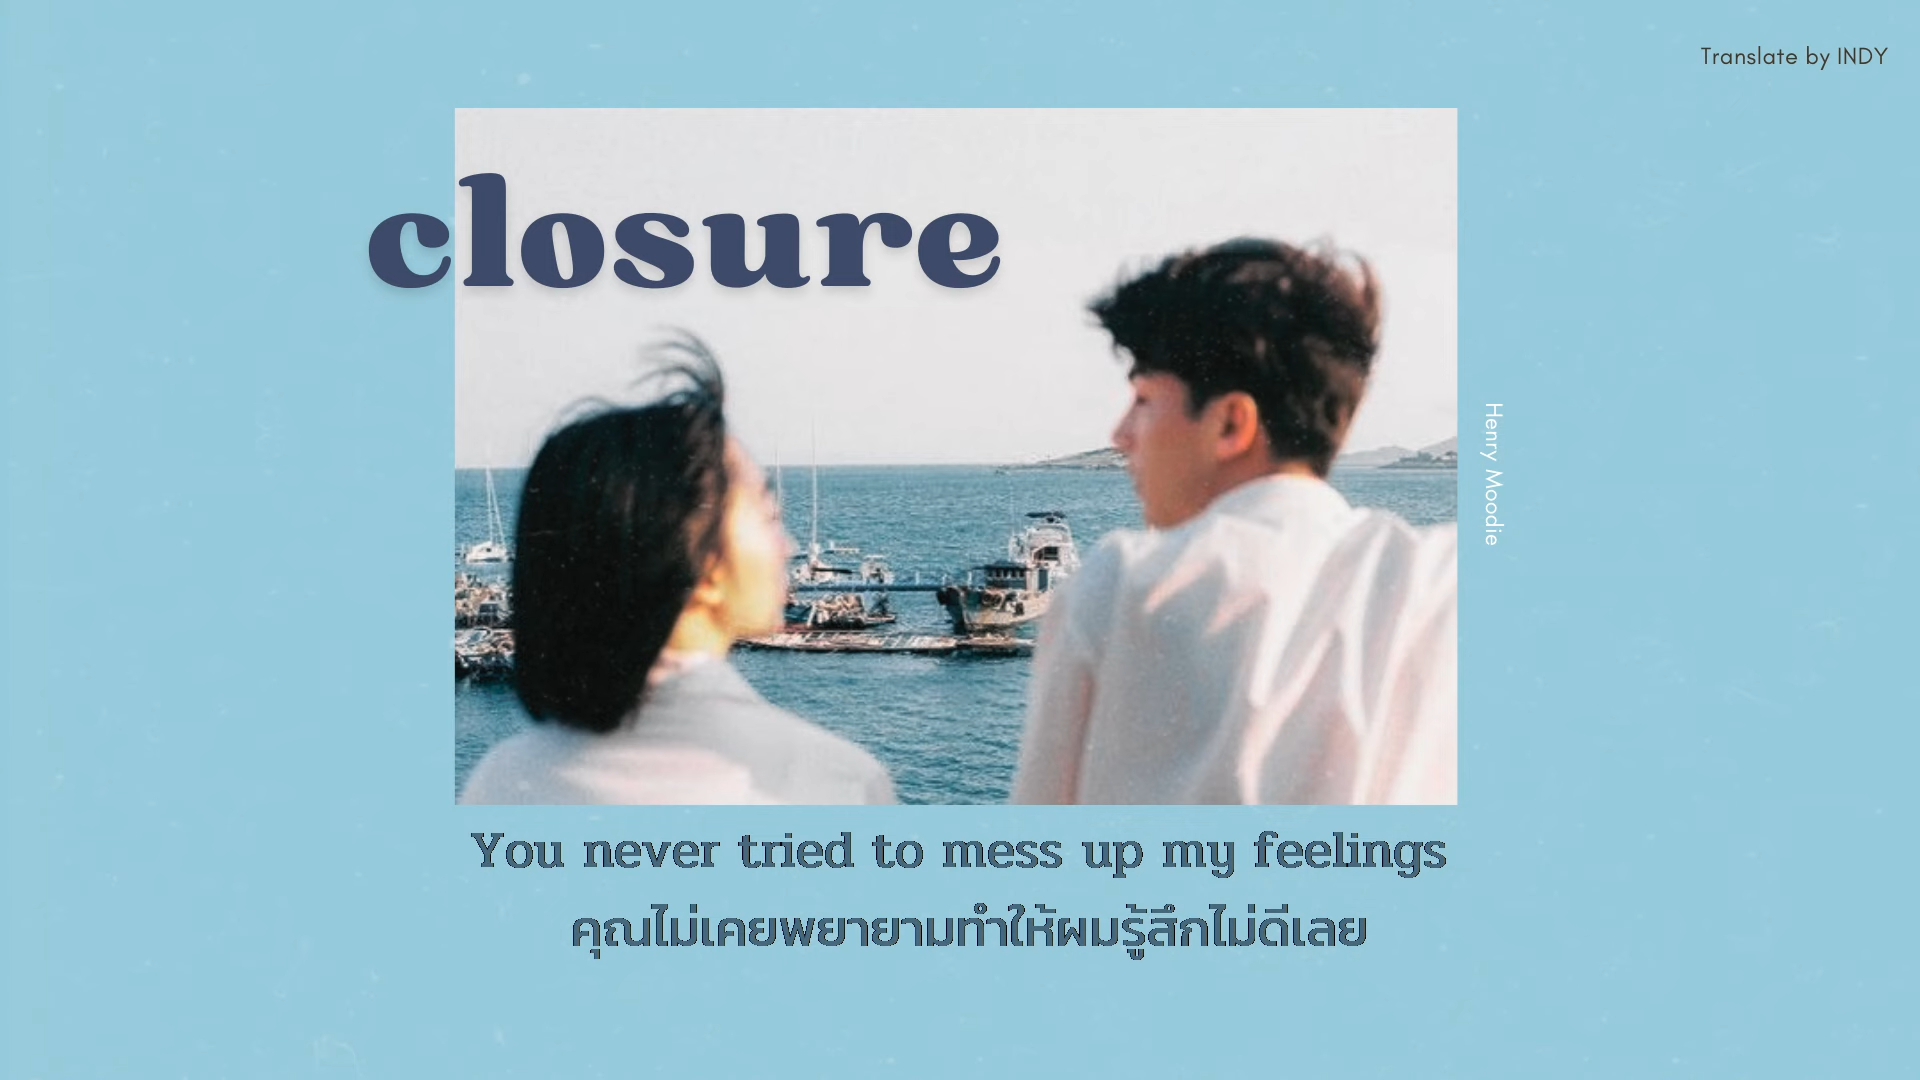 Translate by INDY
closure
Henry Moodie
You never tried to mess up my feelings
คุณไม่เคยพยายามทำให้ผมรู้สึกไม่ดีเลย